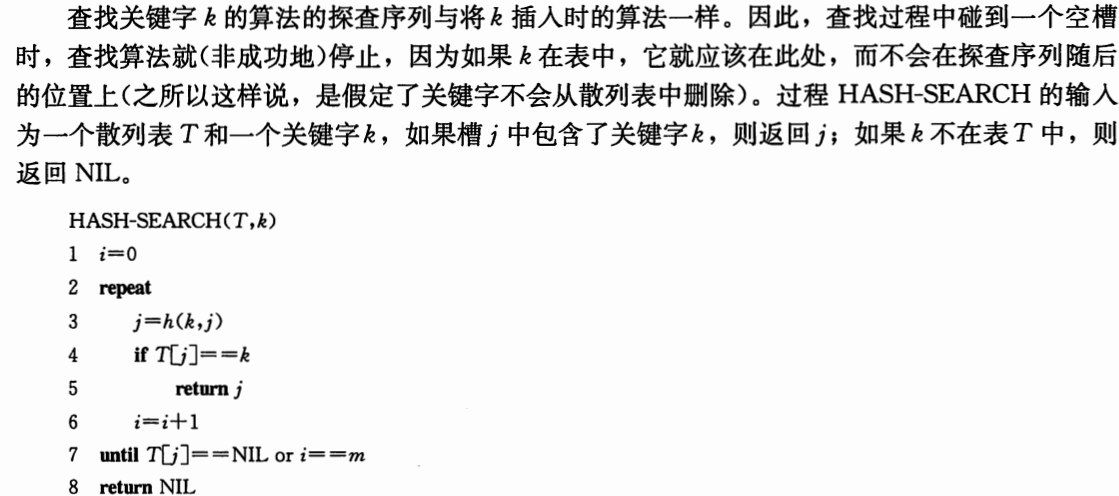 查找关键字 k 的算法的探查序列与将 k 插入时的算法一样。因此，查找过程中碰到一个空槽
时，查找算法就(非成功地)停止，因为如果 k 在表中，它就应该在此处，而不会在探查序列随后
的位置上(之所以这样说，是假定了关键字不会从散列表中删除)。过程 HASH-SEARCH 的输入
为一个散列表 T 和一个关键字 k，如果槽 j 中包含了关键字 k，则返回 j；如果 k 不在表 T 中，则
返回 NIL。
HASH-SEARCH(T,k)
1 i=0
2 repeat
3 j=h(k,j)
4 if T[j]==k
5 return j
6 i=i+1
7 until T[j]==NIL or i==m
8 return NIL